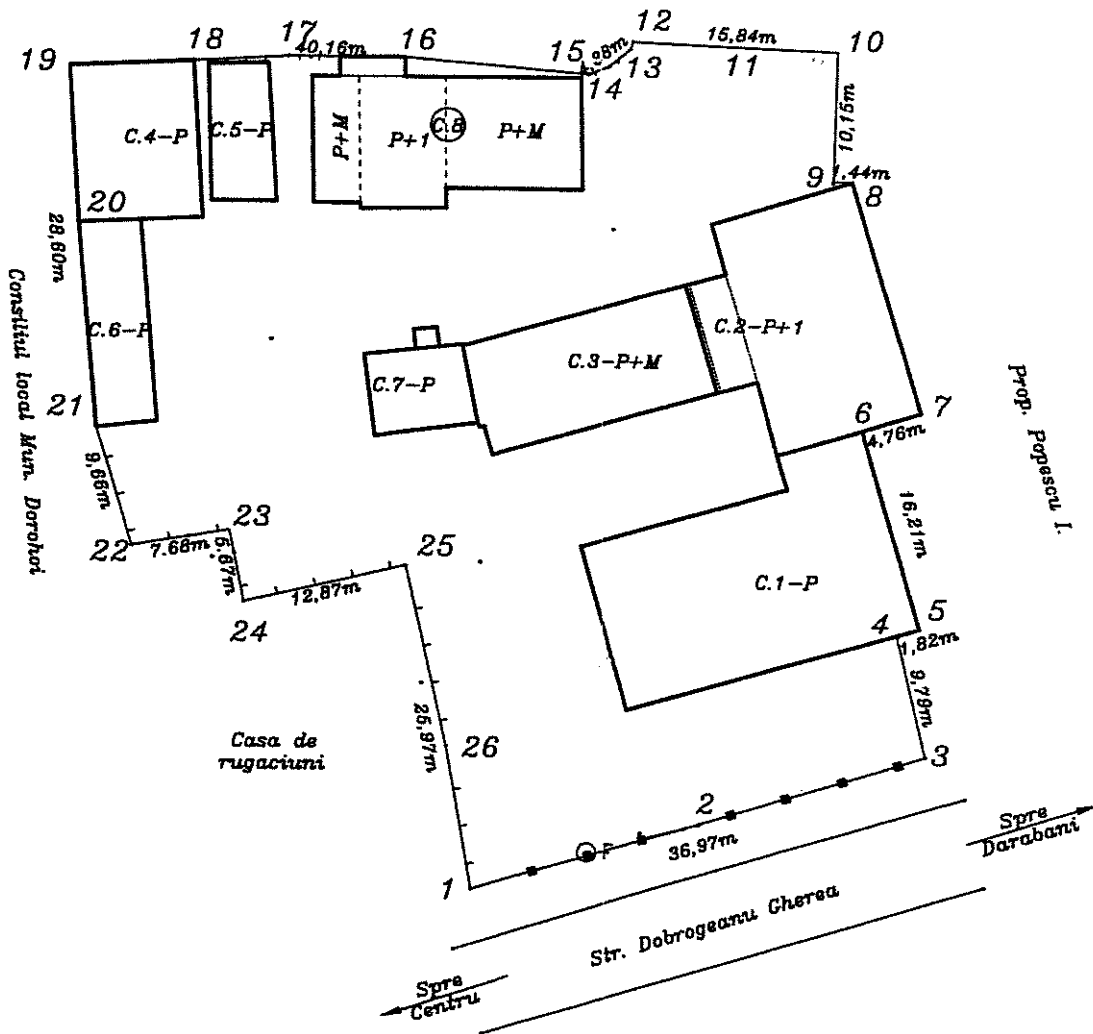 12
17
18
16
19
40,16m
15
15,84m
10
13
11
14
C.4-P
C.5-P
P+M
P+1
C.8
P+M
10,15m
9
1.44m
8
20
28,60m
C.6-P
C.2-P+1
C.3-P+M
C.7-P
21
6
7
4,76m
Consiliul local Mun. Dorohoi
Prop. Popescu I.
9,66m
16,21m
23
22
7.68m
5.67m
25
12,87m
24
C.1-P
4
5
1,82m
9,79m
25,97m
26
Casa de
rugaciuni
3
2
P
36,97m
1
Spre
Darabani
Str. Dobrogeanu Gherea
Spre
Centru